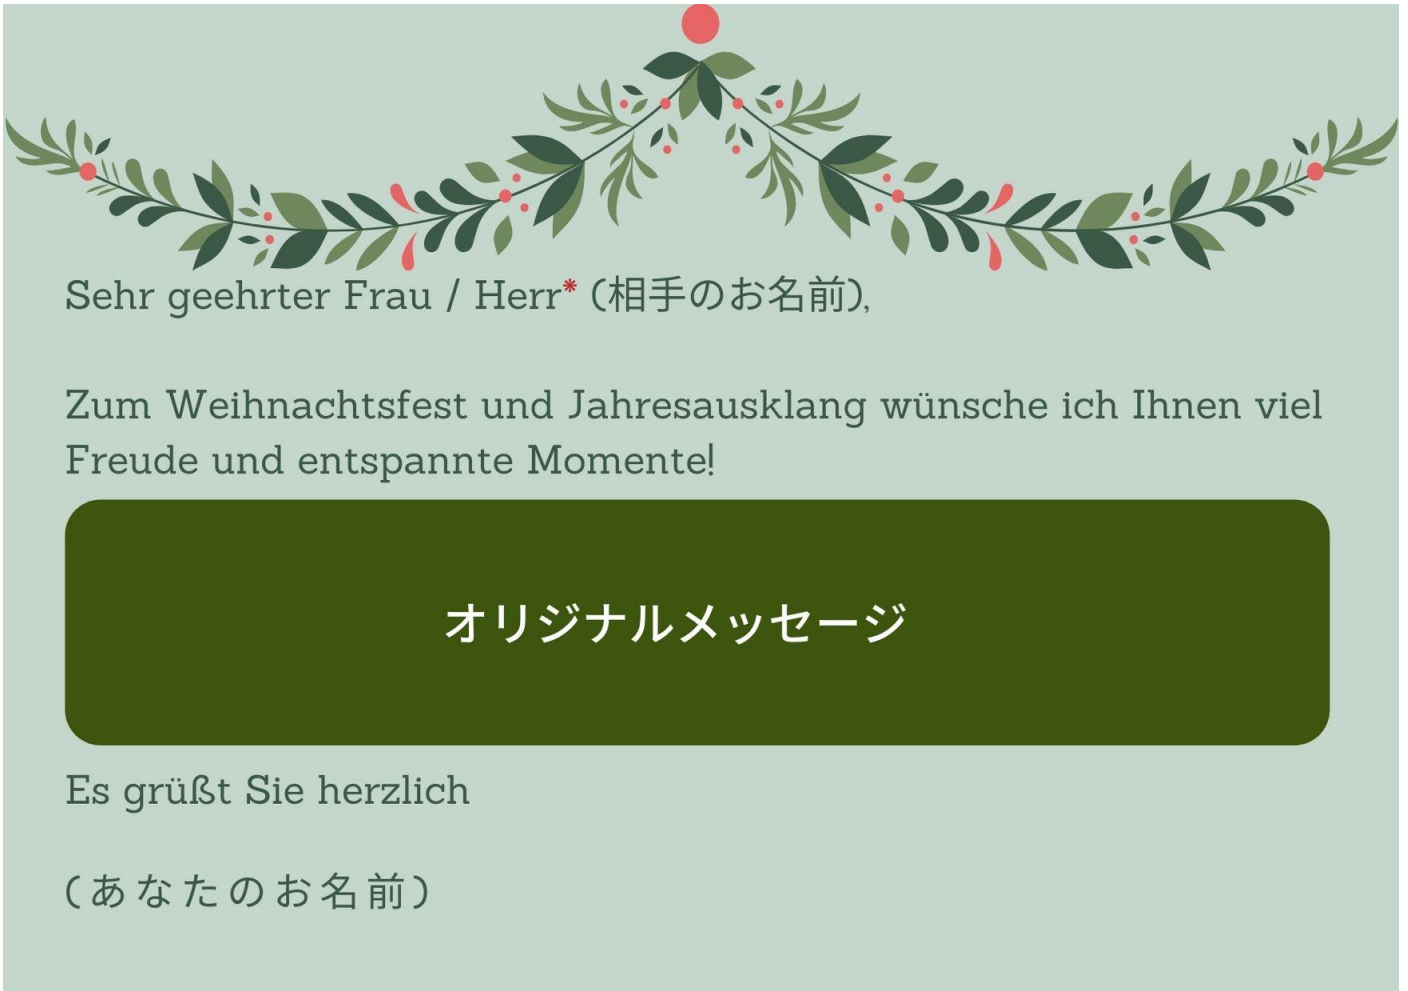 Sehr geehrter Frau / Herr* (相手のお名前),
Zum Weihnachtsfest und Jahresausklang wünsche ich Ihnen viel
Freude und entspannte Momente!
オリジナルメッセージ
Es grüßt Sie herzlich
(あなたのお名前)